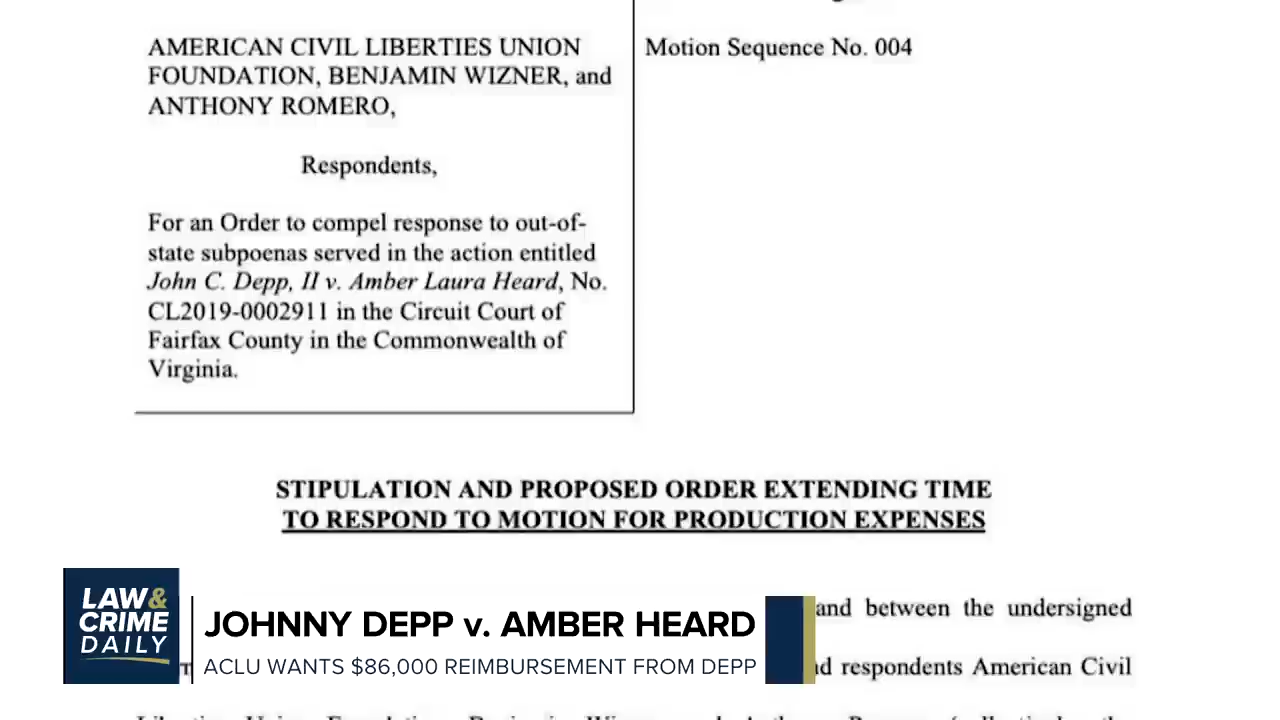 AMERICAN CIVIL LIBERTIES UNION
FOUNDATION, BENJAMIN WIZNER, and
ANTHONY ROMERO,
Respondents,
For an Order to compel response to out-of-
state subpoenas served in the action entitled
John C. Depp, II v. Amber Laura Heard, No.
CL2019-0002911 in the Circuit Court of
Fairfax County in the Commonwealth of
Virginia.
Motion Sequence No. 004
STIPULATION AND PROPOSED ORDER EXTENDING TIME
TO RESPOND TO MOTION FOR PRODUCTION EXPENSES
and between the undersigned
respondents American Civil
LAW&
CRIME
DAILY
JOHNNY DEPP v. AMBER HEARD
ACLU WANTS $86,000 REIMBURSEMENT FROM DEPP